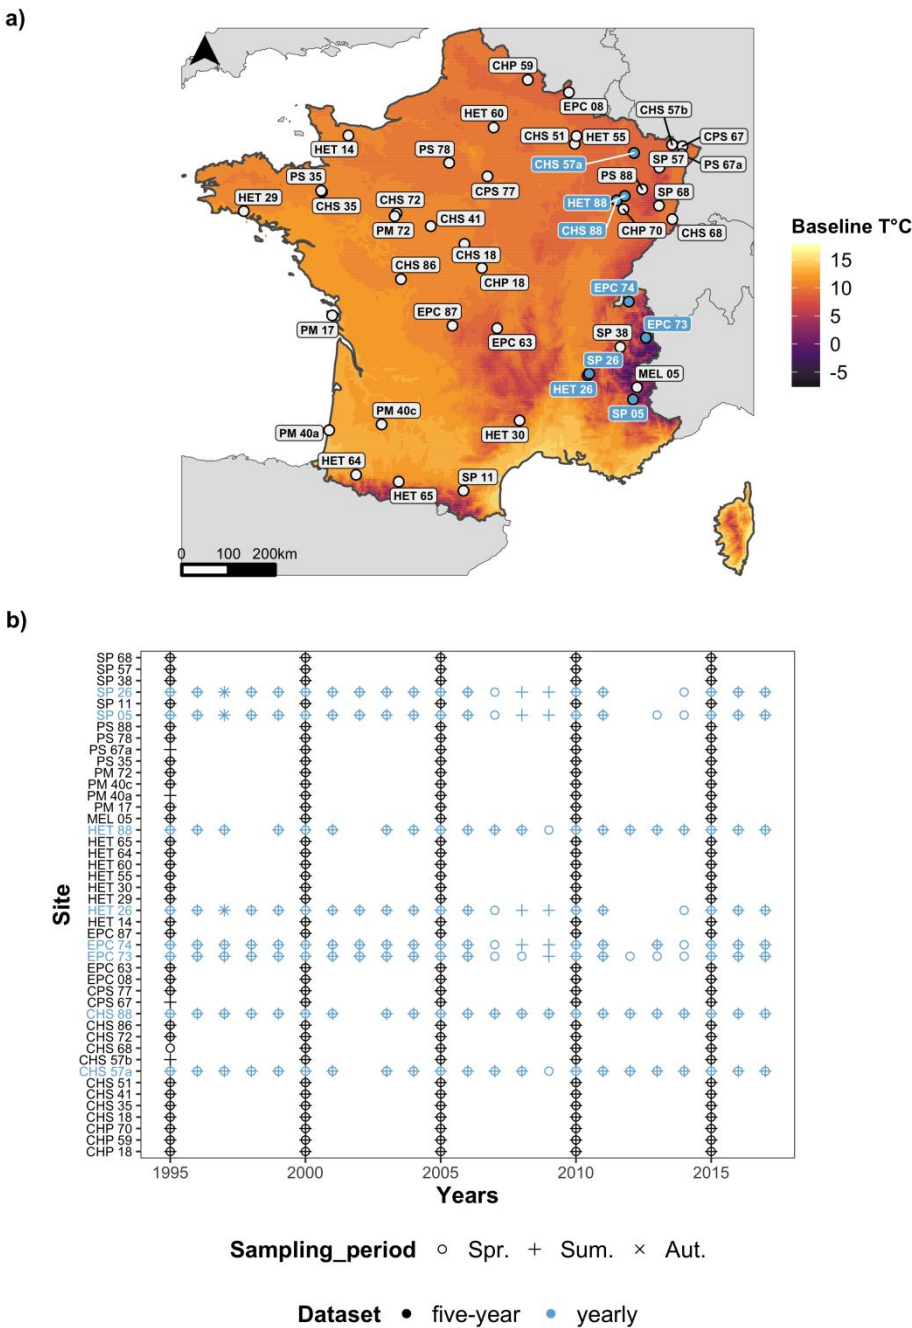 a)
CHP 59
EPC 08
CHS 57b
HET 60
CHS 51
HET 55
CPS 67
HET 14
PS 78
CHS 57a
SP 57
PS 67a
PS 35
CPS 77
PS 88
HET 29
CHS 35
CHS 72
HET 88
SP 68
PM 72
CHS 41
CHS 88
CHP 70
CHS 68
CHS 18
CHS 86
CHP 18
EPC 74
EPC 87
PM 17
EPC 63
SP 38
EPC 73
SP 26
HET 26
MEL 05
SP 05
PM 40c
PM 40a
HET 30
HET 64
HET 65
SP 11
Baseline T°C
15
10
5
0
-5
0 100 200km
b)
Site
SP 68
SP 57
SP 38
SP 26
SP 11
SP 05
PS 88
PS 78
PS 67a
PS 35
PM 72
PM 40c
PM 40a
PM 17
MEL 05
HET 88
HET 65
HET 64
HET 60
HET 55
HET 30
HET 29
HET 26
HET 14
EPC 87
EPC 74
EPC 73
EPC 63
EPC 08
CPS 77
CPS 67
CHS 88
CHS 86
CHS 72
CHS 68
CHS 57b
CHS 57a
CHS 51
CHS 41
CHS 35
CHS 18
CHP 70
CHP 59
CHP 18
1995 2000 2005 2010 2015
Years
Sampling_period Spr. Sum. Aut.
Dataset five-year yearly